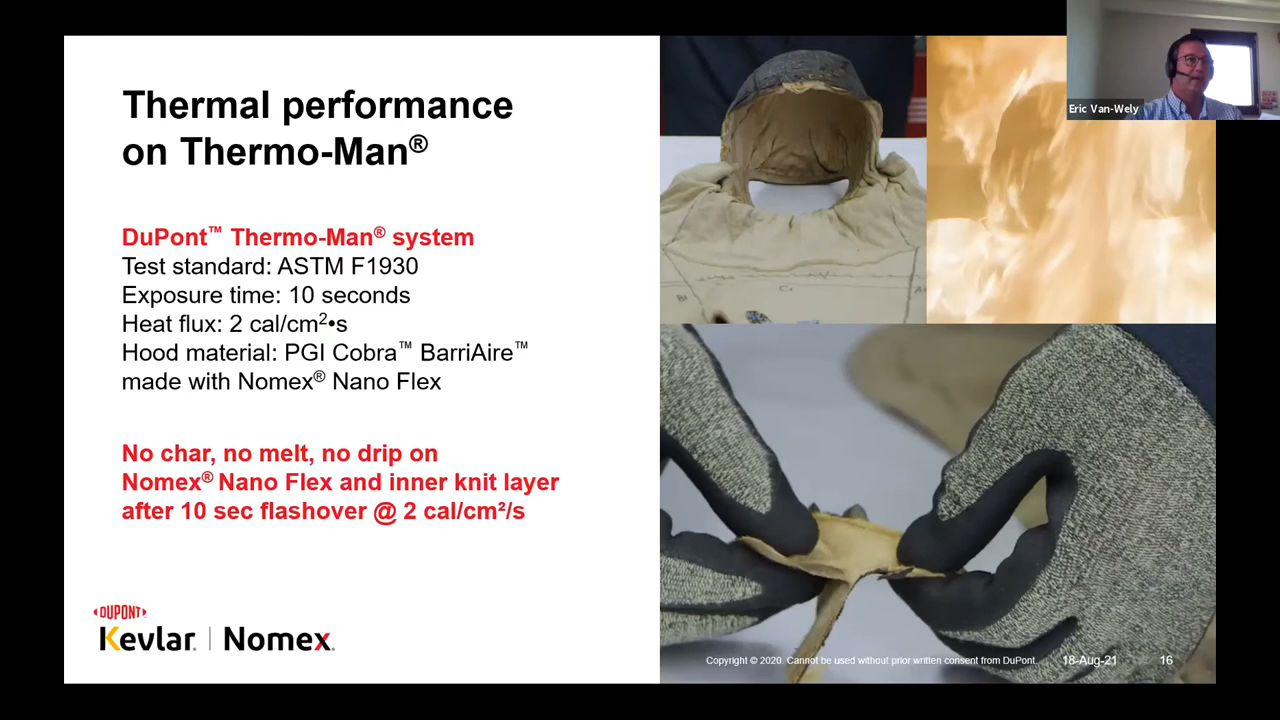 Thermal performance
on Thermo-Man®
DuPont™ Thermo-Man® system
Test standard: ASTM F1930
Exposure time: 10 seconds
Heat flux: 2 cal/cm²•s
Hood material: PGI Cobra™ BarriAire™
made with Nomex® Nano Flex
No char, no melt, no drip on
Nomex® Nano Flex and inner knit layer
after 10 sec flashover @ 2 cal/cm²/s
DUPONT
Kevlar. | Nomex.
Eric Van-Wely
Copyright © 2020. Cannot be used without prior written consent from DuPont. 18-Aug-21 16